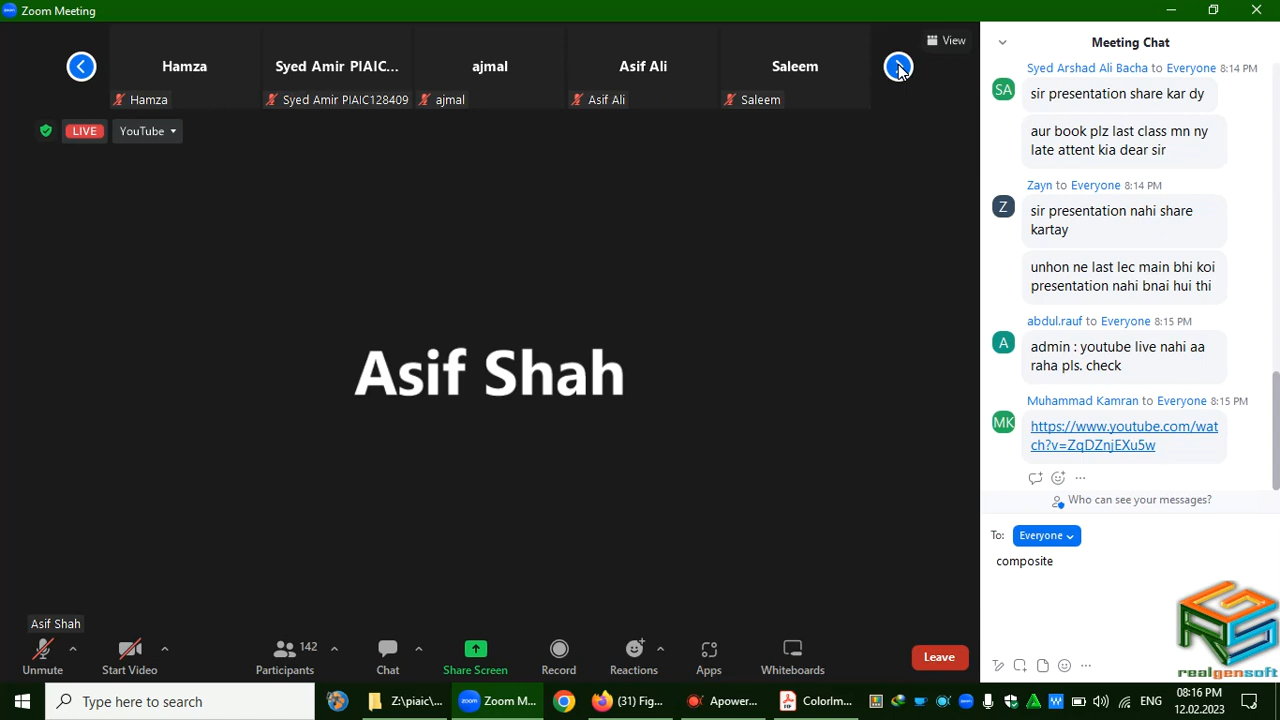 Zoom Meeting
Hamza
Syed Amir PIAIC...
ajmal
Asif Ali
Saleem
View
Hamza
Syed Amir PIAIC128409
ajmal
Asif Ali
Saleem
LIVE
YouTube
Asif Shah
Asif Shah
Unmute
Start Video
142
Participants
Chat
Share Screen
Record
Reactions
Apps
Whiteboards
Leave
Meeting Chat
Syed Arshad Ali Bacha to Everyone 8:14 PM
SA
sir presentation share kar dy
aur book plz last class mn ny
late attent kia dear sir
Zayn to Everyone 8:14 PM
Z
sir presentation nahi share
kartay
unhon ne last lec main bhi koi
presentation nahi bnai hui thi
abdul.rauf to Everyone 8:15 PM
A
admin : youtube live nahi aa
raha pls. check
Muhammad Kamran to Everyone 8:15 PM
MK
https://www.youtube.com/wat
ch?v=ZqDZnjEXu5w
Who can see your messages?
To: Everyone
composite
realgensoft
Type here to search
Z:\piaic\...
Zoom M...
(31) Fig...
Apower...
ColorIm...
ENG
08:16 PM
12.02.2023